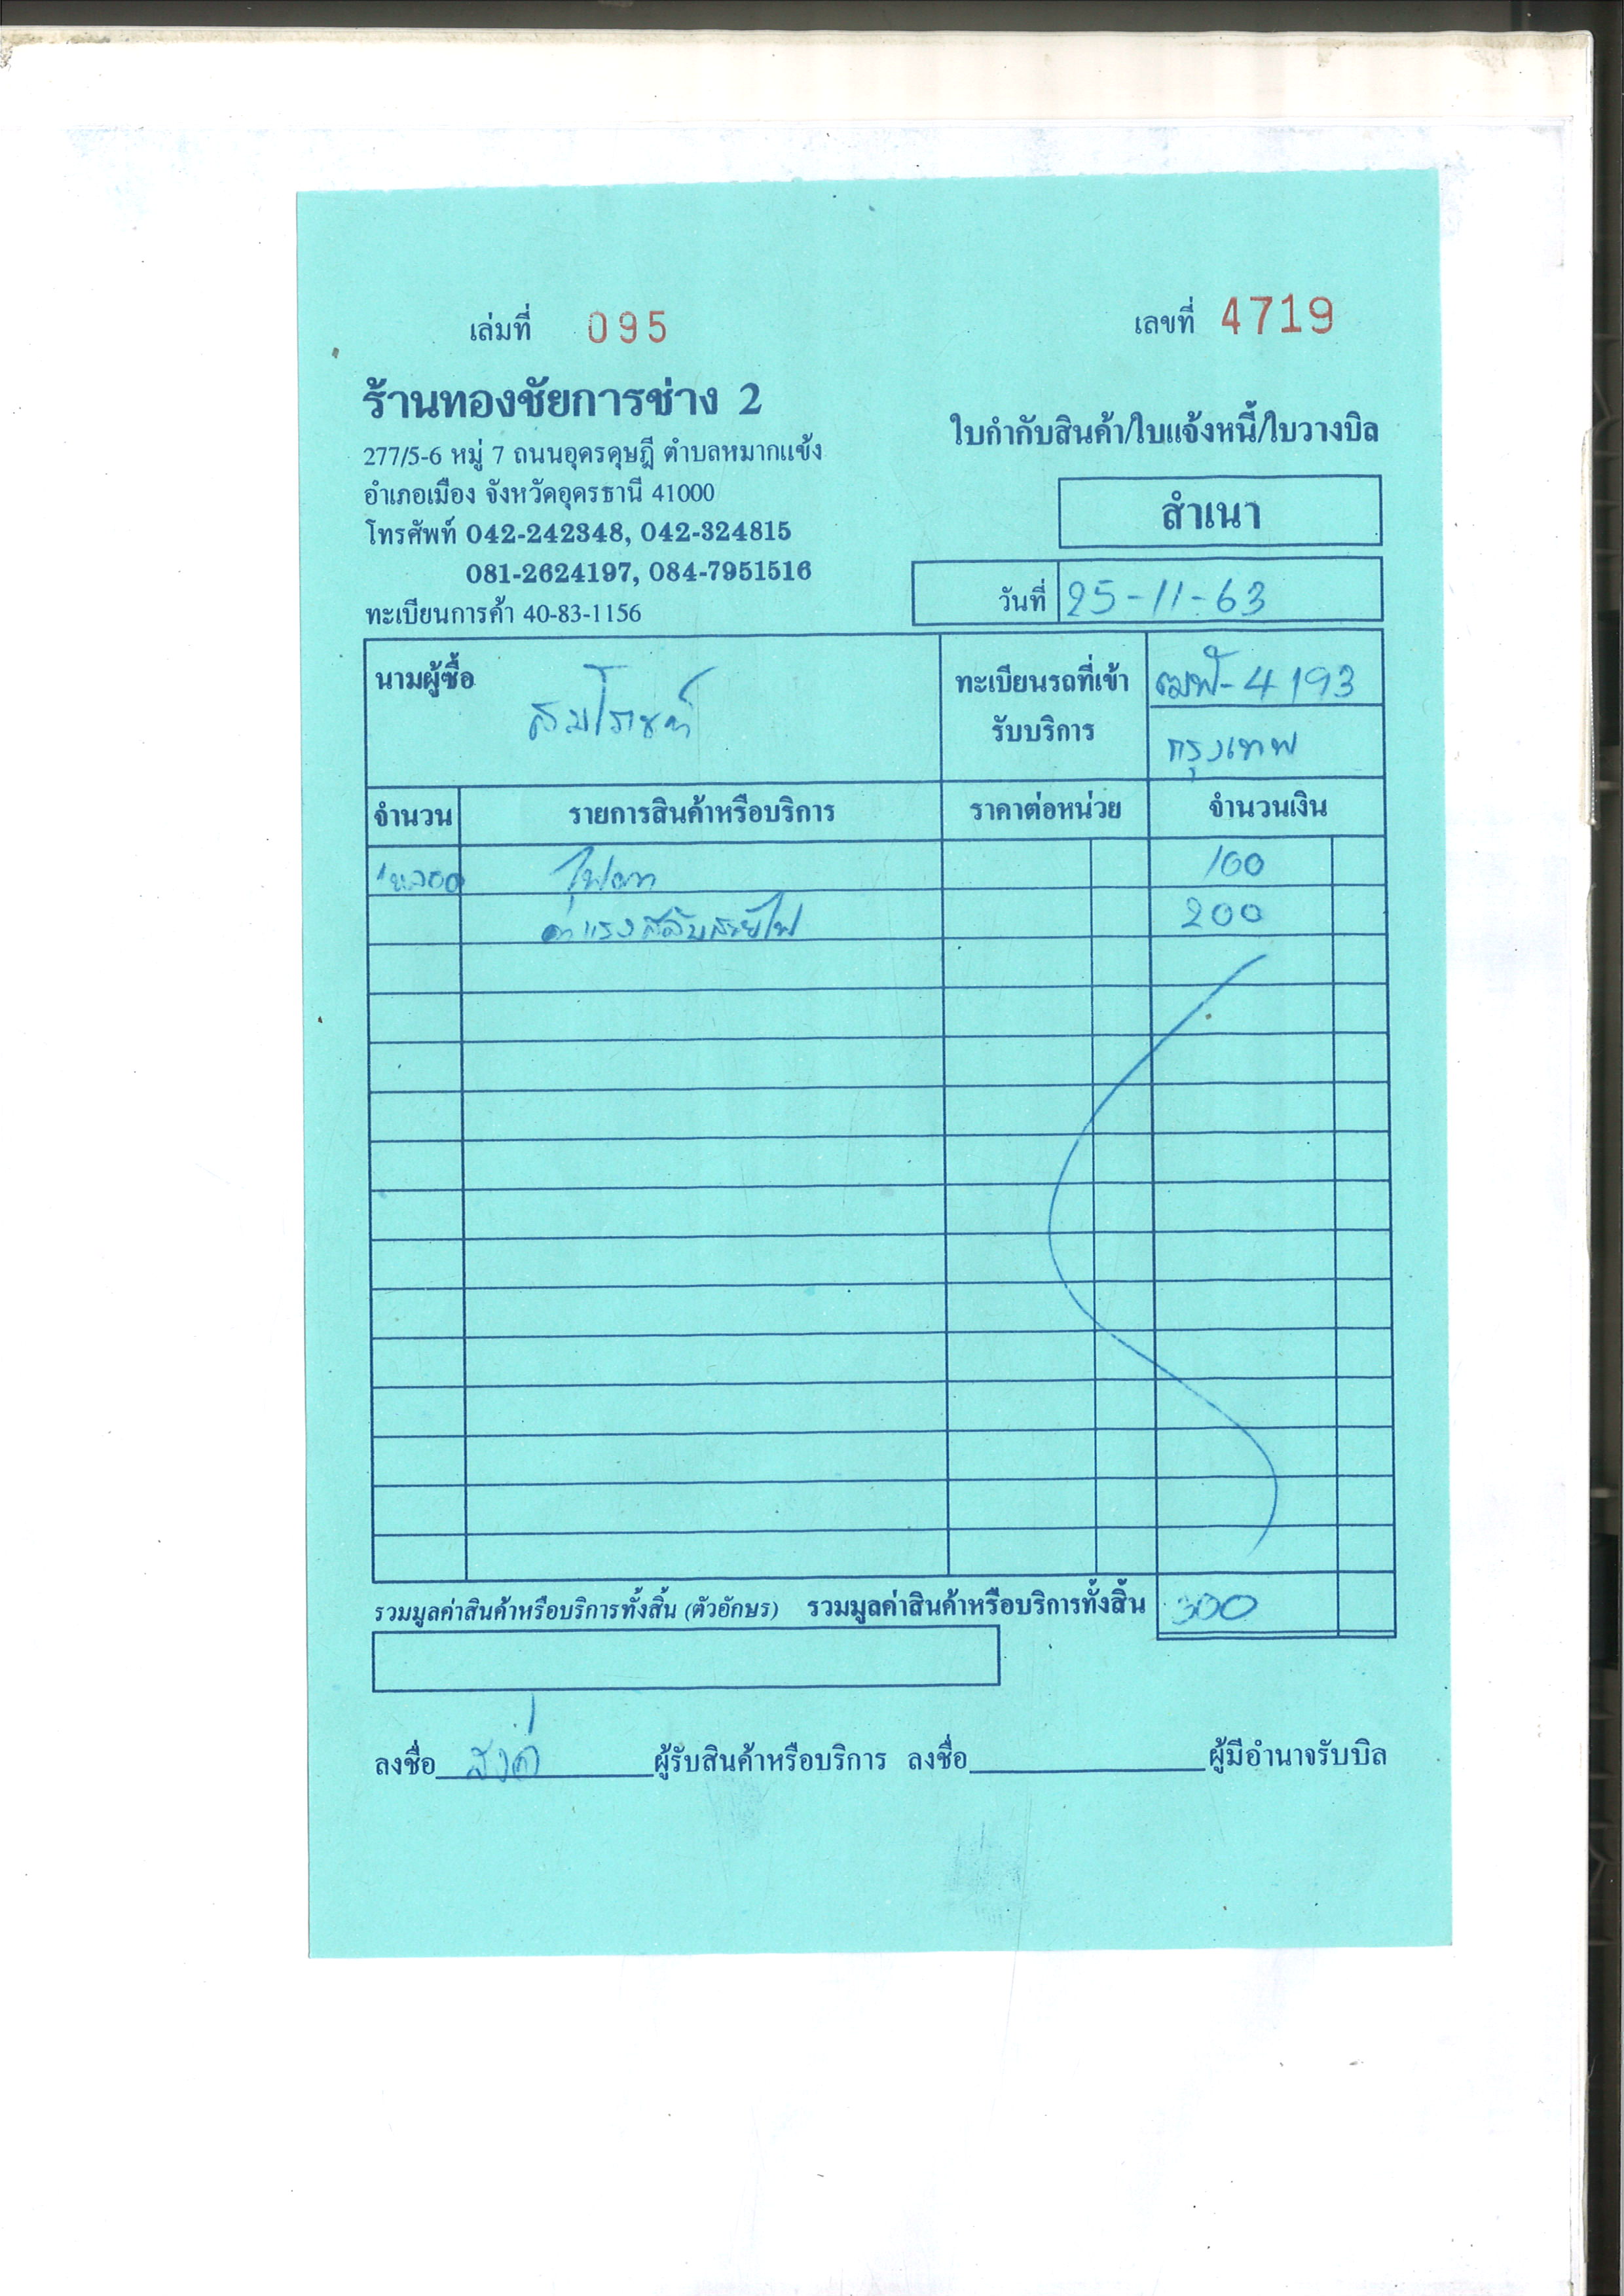 เล่มที่ 095 เลขที่ 4719
ร้านทองชัยการช่าง 2
ใบกำกับสินค้า/ใบแจ้งหนี้/ใบวางบิล
277/5-6 หมู่ 7 ถนนอุดรดุษฎี ตำบลหมากแข้ง
อำเภอเมือง จังหวัดอุดรธานี 41000
สำเนา
โทรศัพท์ 042-242348, 042-324815
081-2624197, 084-7951516
วันที่ 25-11-63
ทะเบียนการค้า 40-83-1156
นามผู้ซื้อ ทะเบียนรถที่เข้า -4193
รับบริการ กรุงเทพ
จำนวน รายการสินค้าหรือบริการ ราคาต่อหน่วย จำนวนเงิน
1หลอด 100
ค่าแรงสลับสายไฟ 200
รวมมูลค่าสินค้าหรือบริการทั้งสิ้น (ตัวอักษร) รวมมูลค่าสินค้าหรือบริการทั้งสิ้น 300
ลงชื่อ ผู้รับสินค้าหรือบริการ ลงชื่อ ผู้มีอำนาจรับบิล